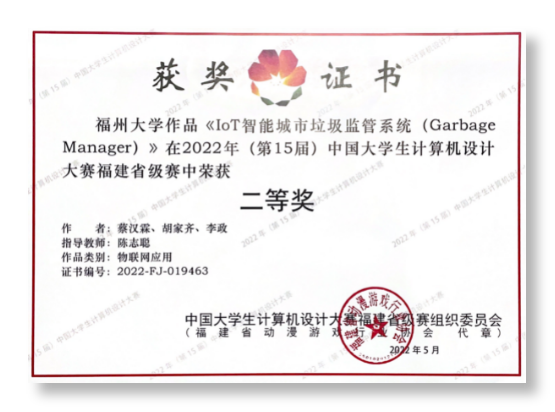 获奖证书
福州大学作品《IoT智能城市垃圾监管系统（Garbage
Manager）》在2022年（第15届）中国大学生计算机设计
大赛福建省级赛中荣获
二等奖
作　　者：蔡汉霖、胡家齐、李政
指导教师：陈志聪
作品类别：物联网应用
证书编号：2022-FJ-019463
中国大学生计算机设计大赛福建省级赛组织委员会
（福建省动漫游戏行业协会　代章）
2022年5月